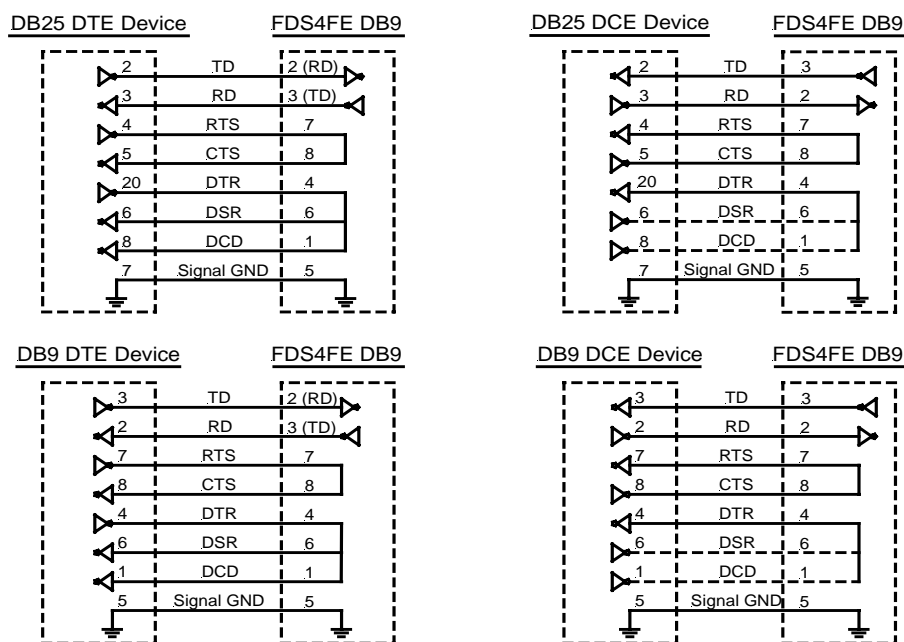 DB25 DTE Device FDS4FE DB9
2 TD 2 (RD)
3 RD 3 (TD)
4 RTS 7
5 CTS 8
20 DTR 4
6 DSR 6
8 DCD 1
7 Signal GND 5
DB25 DCE Device FDS4FE DB9
2 TD 3
3 RD 2
4 RTS 7
5 CTS 8
20 DTR 4
6 DSR 6
8 DCD 1
7 Signal GND 5
DB9 DTE Device FDS4FE DB9
3 TD 2 (RD)
2 RD 3 (TD)
7 RTS 7
8 CTS 8
4 DTR 4
6 DSR 6
1 DCD 1
5 Signal GND 5
DB9 DCE Device FDS4FE DB9
3 TD 3
2 RD 2
7 RTS 7
8 CTS 8
4 DTR 4
6 DSR 6
1 DCD 1
5 Signal GND 5